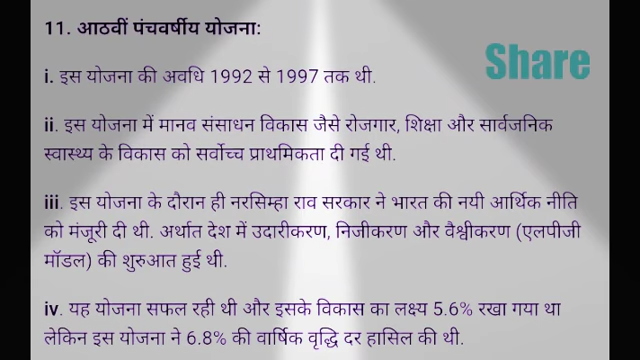 11. आठवीं पंचवर्षीय योजना:
Share
i. इस योजना की अवधि 1992 से 1997 तक थी.
ii. इस योजना में मानव संसाधन विकास जैसे रोजगार, शिक्षा और सार्वजनिक
स्वास्थ्य के विकास को सर्वोच्च प्राथमिकता दी गई थी.
iii. इस योजना के दौरान ही नरसिम्हा राव सरकार ने भारत की नयी आर्थिक नीति
को मंजूरी दी थी. अर्थात देश में उदारीकरण, निजीकरण और वैश्वीकरण (एलपीजी
मॉडल) की शुरुआत हुई थी.
iv. यह योजना सफल रही थी और इसके विकास का लक्ष्य 5.6% रखा गया था
लेकिन इस योजना ने 6.8% की वार्षिक वृद्धि दर हासिल की थी.